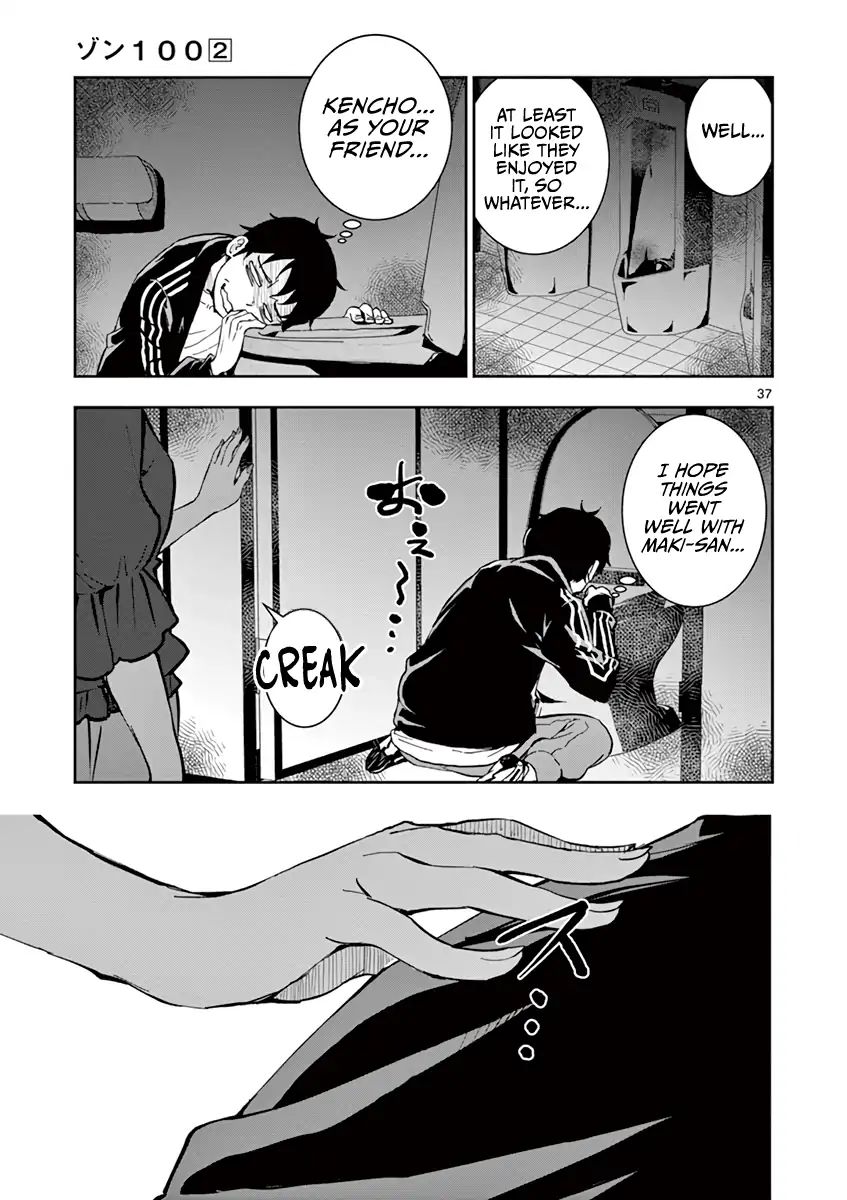 ゾン100 2
WELL...
AT LEAST
IT LOOKED
LIKE THEY
ENJOYED
IT, SO
WHATEVER...
KENCHO...
AS YOUR
FRIEND...
37
I HOPE
THINGS
WENT
WELL WITH
MAKI-SAN...
おえ〜...
CREAK
ス...